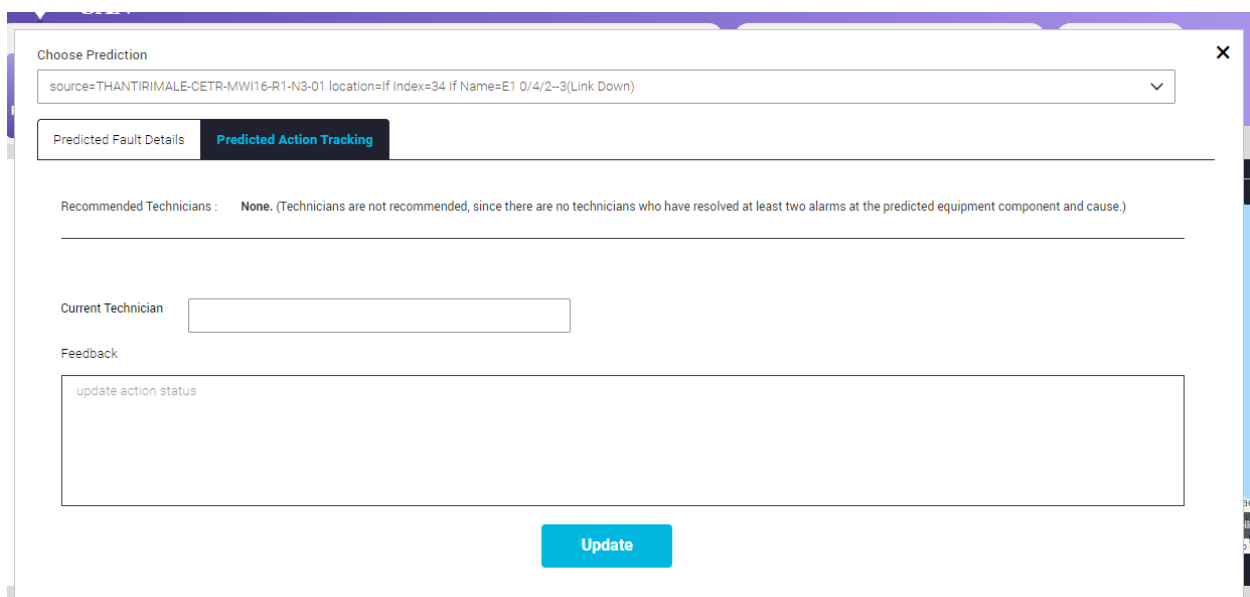 Choose Prediction
source=THANTIRIMALE-CETR-MWI16-R1-N3-01 location=If Index=34 If Name=E1 0/4/2--3(Link Down)
Predicted Fault Details
Predicted Action Tracking
Recommended Technicians : None. (Technicians are not recommended, since there are no technicians who have resolved at least two alarms at the predicted equipment component and cause.)
Current Technician
Feedback
update action status
Update